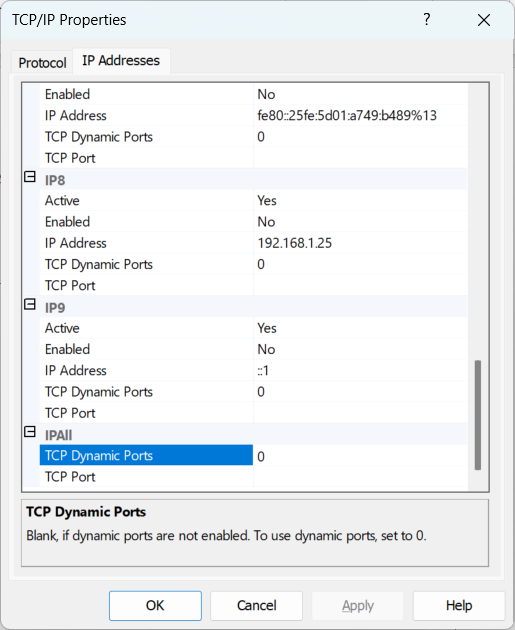 TCP/IP Properties
Protocol IP Addresses
Enabled No
IP Address fe80::25fe:5d01:a749:b489%13
TCP Dynamic Ports 0
TCP Port
IP8
Active Yes
Enabled No
IP Address 192.168.1.25
TCP Dynamic Ports 0
TCP Port
IP9
Active Yes
Enabled No
IP Address ::1
TCP Dynamic Ports 0
TCP Port
IPAll
TCP Dynamic Ports 0
TCP Port
TCP Dynamic Ports
Blank, if dynamic ports are not enabled. To use dynamic ports, set to 0.
OK Cancel Apply Help